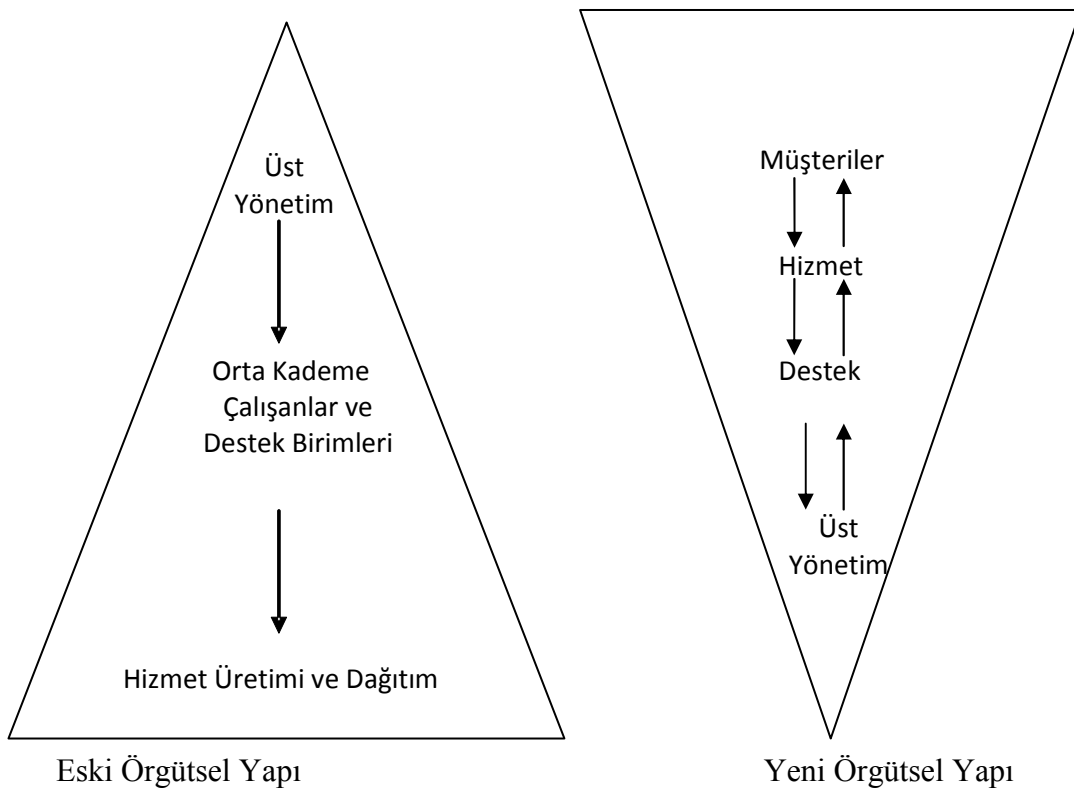 Üst
Yönetim
Orta Kademe
Çalışanlar ve
Destek Birimleri
Hizmet Üretimi ve Dağıtım
Eski Örgütsel Yapı
Müşteriler
Hizmet
Destek
Üst
Yönetim
Yeni Örgütsel Yapı